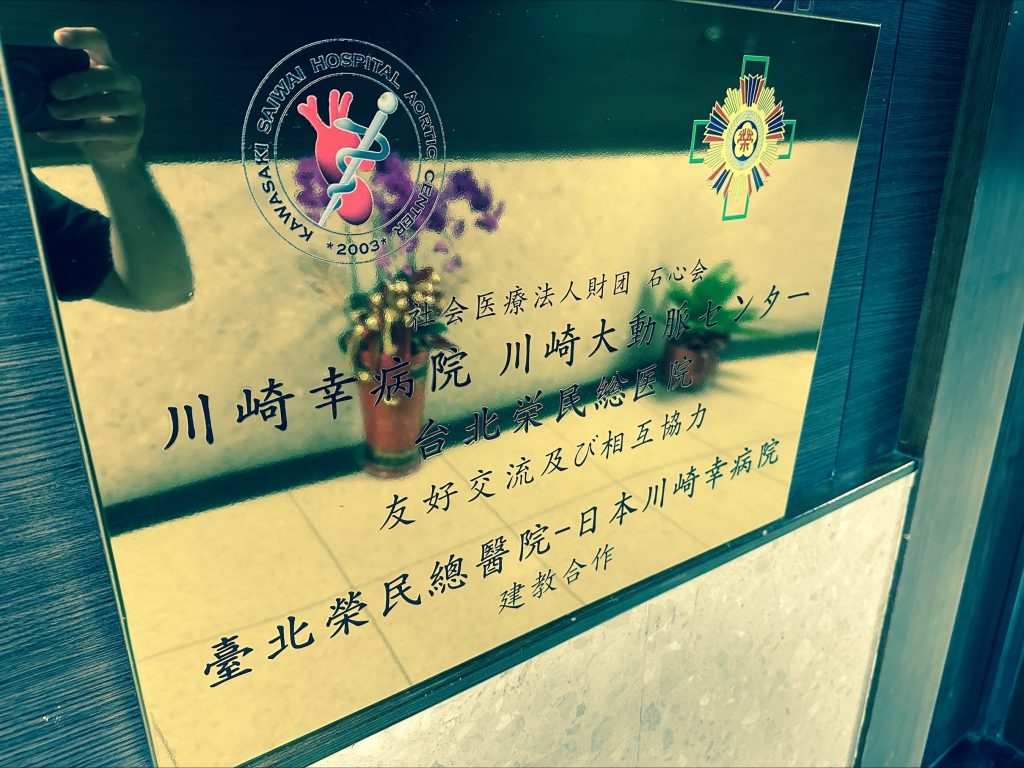 KAWASAKI SAIWAI HOSPITAL AORTIC CENTER
*2003*
榮
社会医療法人財団 石心会
川崎幸病院 川崎大動脈センター
台北栄民総医院
友好交流及び相互協力
臺北榮民總醫院-日本川崎幸病院
建教合作